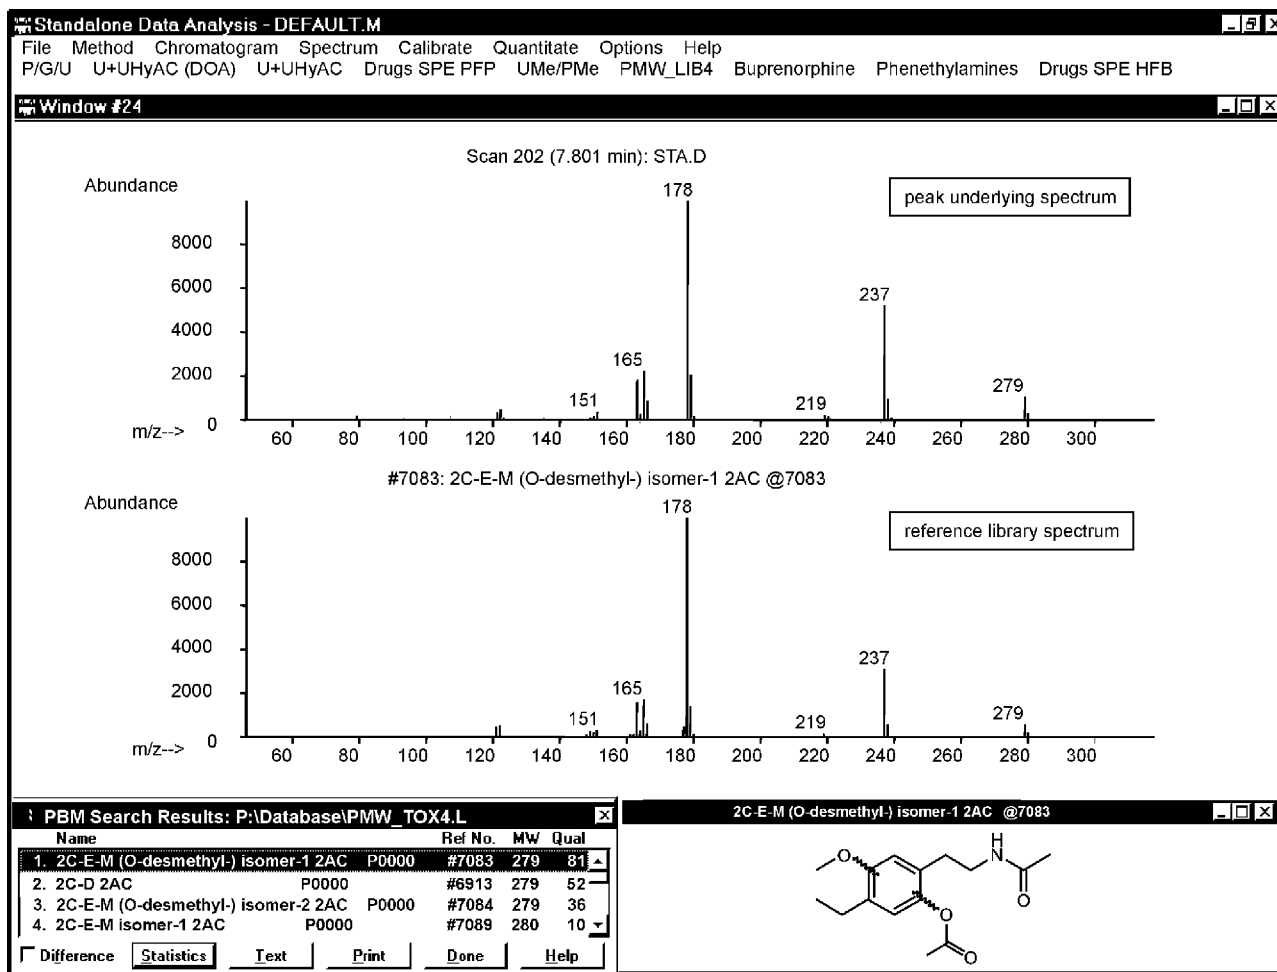 Standalone Data Analysis - DEFAULT.M
File Method Chromatogram Spectrum Calibrate Quantitate Options Help
P/G/U U+UHyAC (DOA) U+UHyAC Drugs SPE PFP UMe/PMe PMW_LIB4 Buprenorphine Phenethylamines Drugs SPE HFB
Window #24
Scan 202 (7.801 min): STA.D
Abundance
peak underlying spectrum
178
8000
6000
237
4000
165
2000
279
151
219
0
m/z-->
60 80 100 120 140 160 180 200 220 240 260 280 300
#7083: 2C-E-M (O-desmethyl-) isomer-1 2AC @7083
Abundance
178
reference library spectrum
8000
6000
4000
237
165
2000
151
219
279
0
m/z-->
60 80 100 120 140 160 180 200 220 240 260 280 300
PBM Search Results: P:\Database\PMW_TOX4.L
Name Ref No. MW Qual
1. 2C-E-M (O-desmethyl-) isomer-1 2AC P0000 #7083 279 81
2. 2C-D 2AC P0000 #6913 279 52
3. 2C-E-M (O-desmethyl-) isomer-2 2AC P0000 #7084 279 36
4. 2C-E-M isomer-1 2AC P0000 #7089 280 10
Difference Statistics Text Print Done Help
2C-E-M (O-desmethyl-) isomer-1 2AC @7083
H
N
O
O
O
O